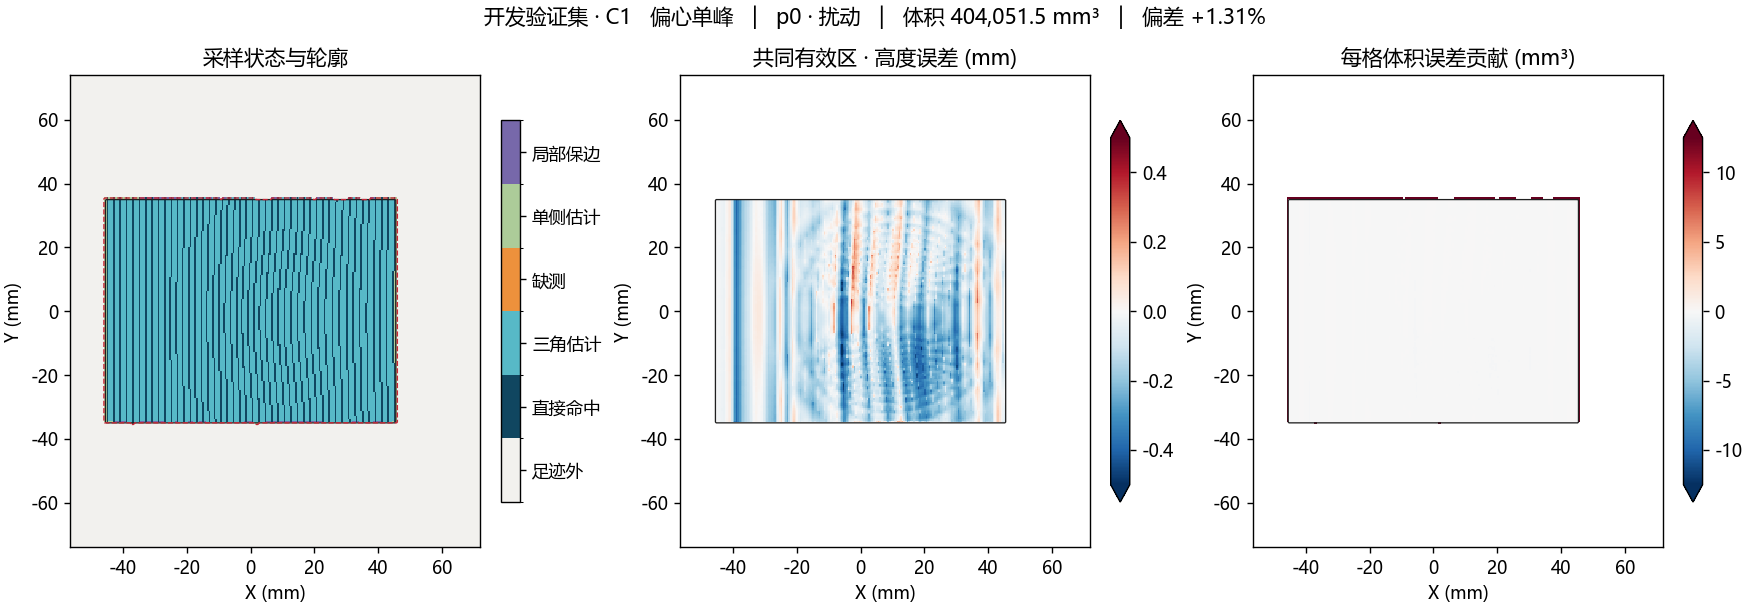 开发验证集 · C1　偏心单峰　|　p0 · 扰动　|　体积 404,051.5 mm³　|　偏差 +1.31%
采样状态与轮廓
Y (mm)
60
40
20
0
-20
-40
-60
-40 -20 0 20 40 60
X (mm)
局部保边
单侧估计
缺测
三角估计
直接命中
足迹外
共同有效区 · 高度误差 (mm)
Y (mm)
60
40
20
0
-20
-40
-60
-40 -20 0 20 40 60
X (mm)
0.4
0.2
0.0
-0.2
-0.4
每格体积误差贡献 (mm³)
Y (mm)
60
40
20
0
-20
-40
-60
-40 -20 0 20 40 60
X (mm)
10
5
0
-5
-10